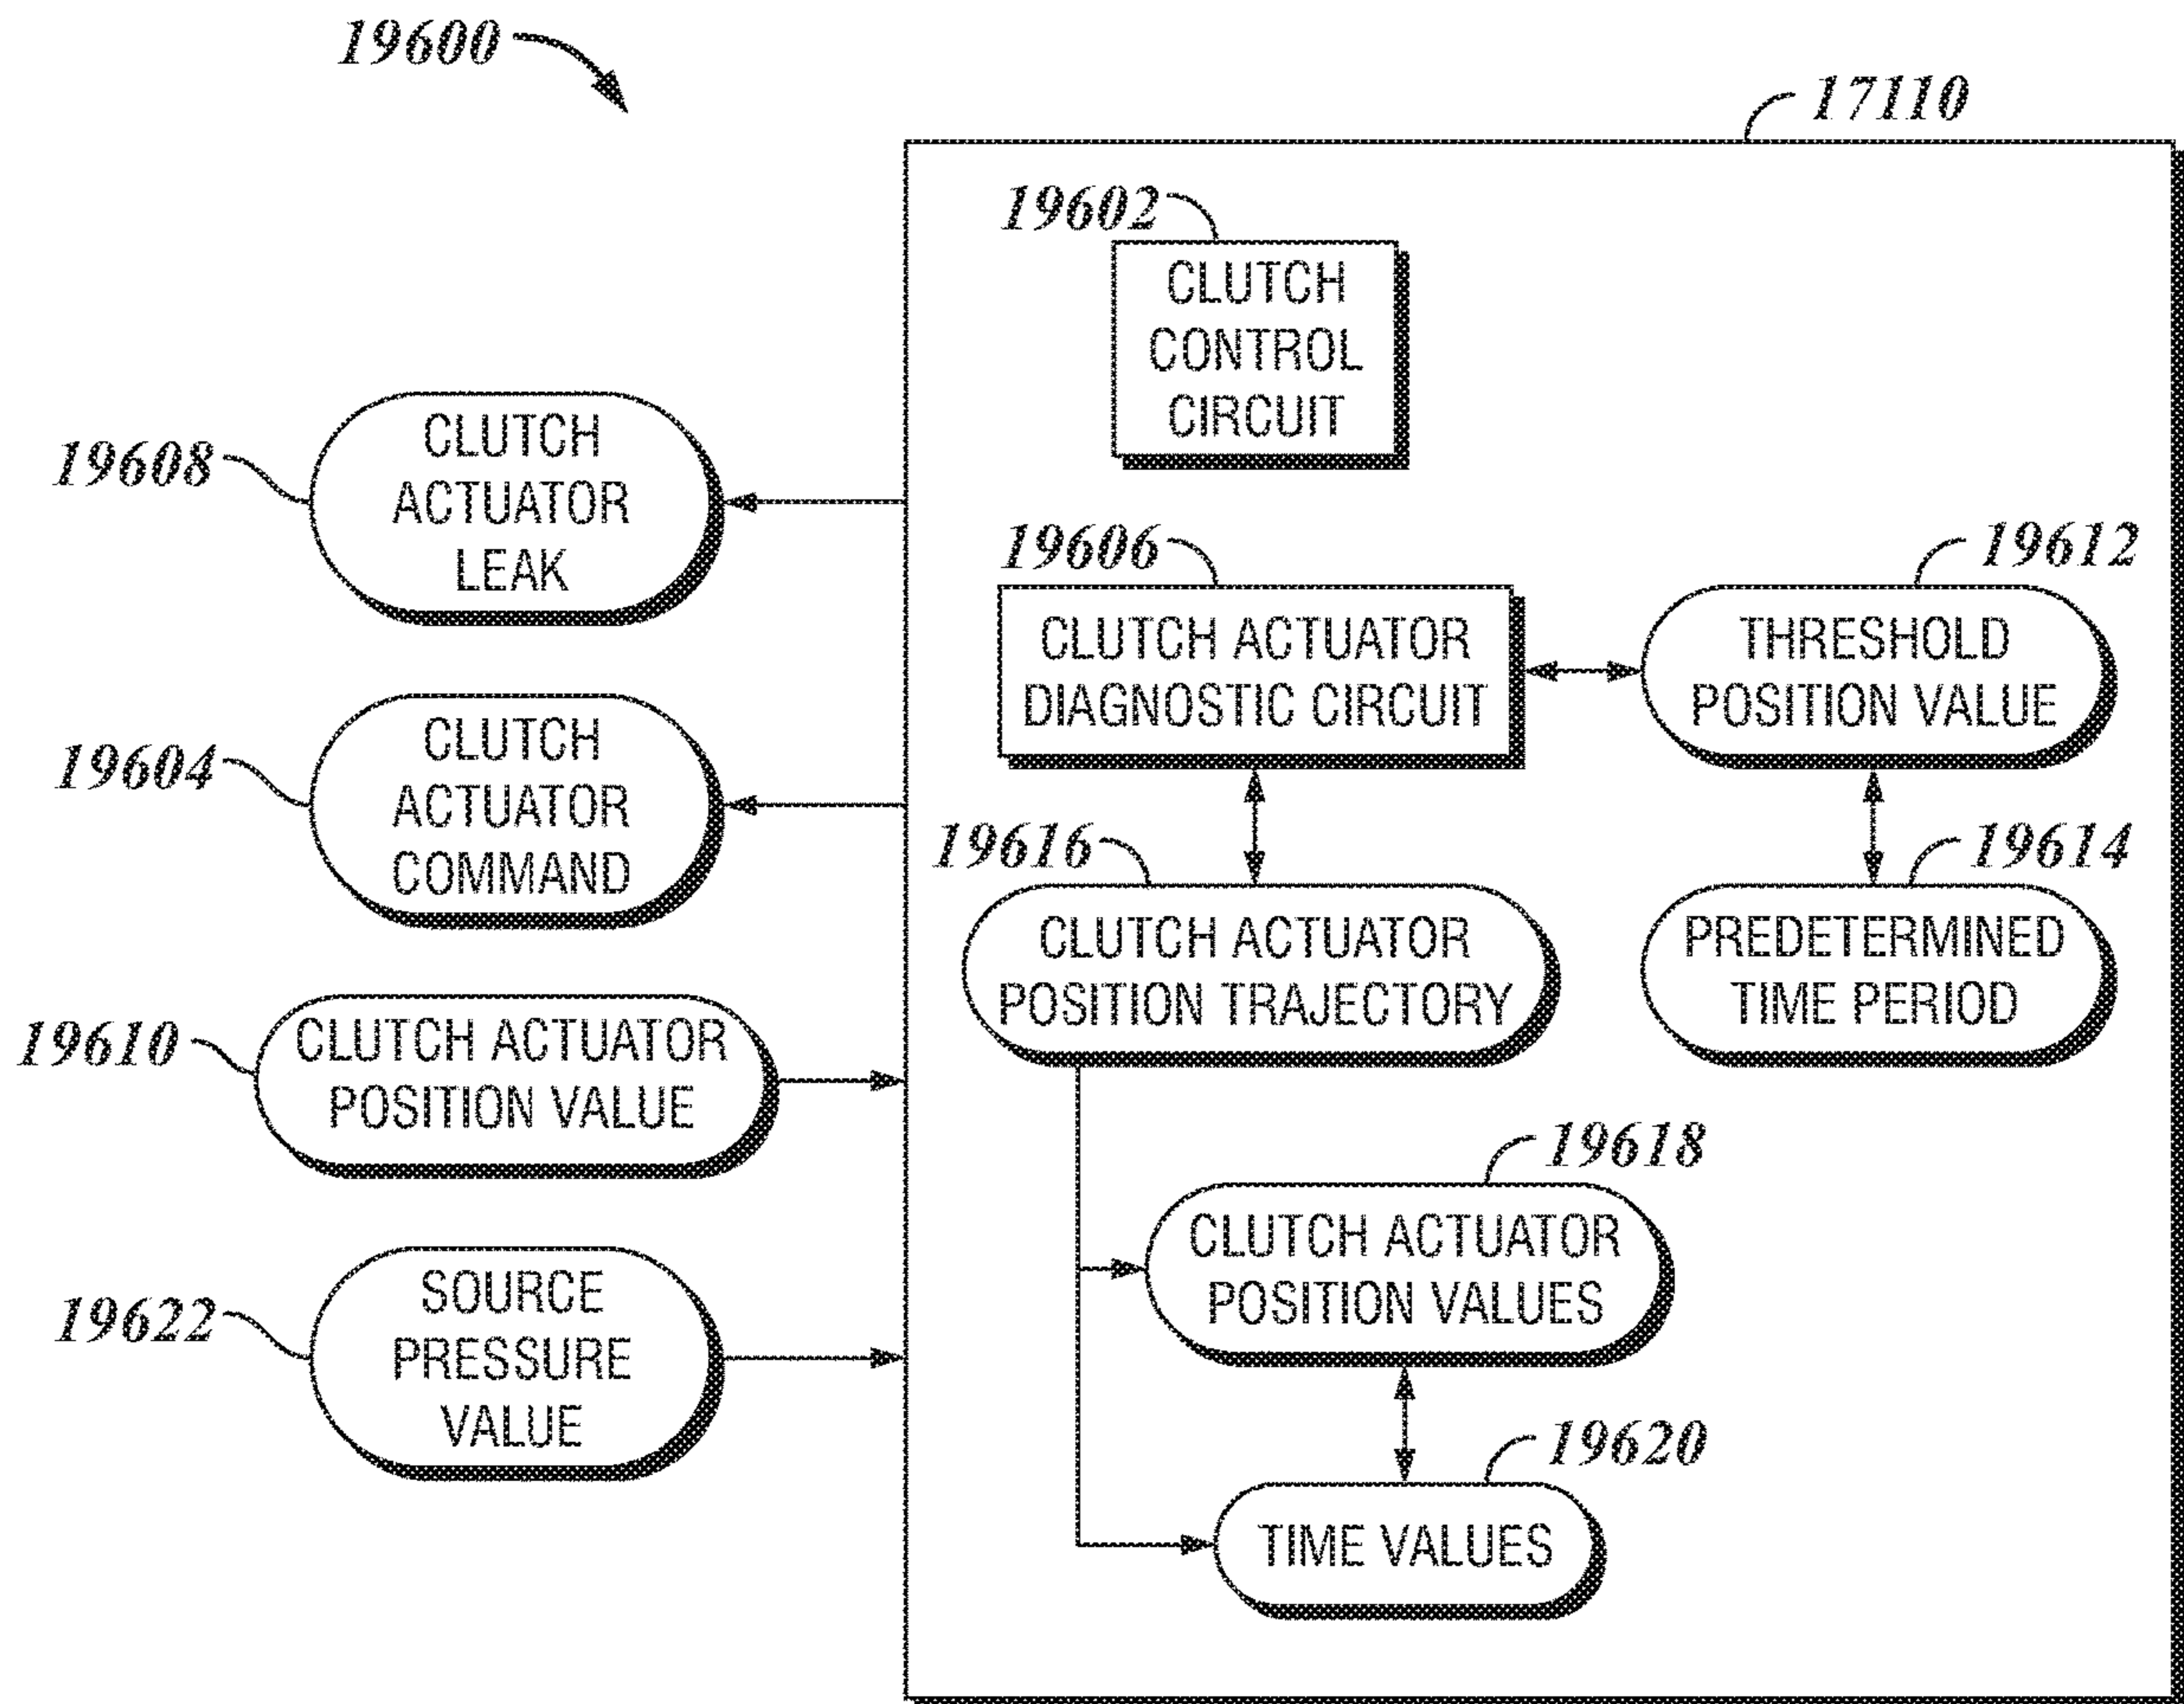 19600
17110
19602
CLUTCH
CONTROL
CIRCUIT
19608
CLUTCH
ACTUATOR
LEAK
19606
CLUTCH ACTUATOR
DIAGNOSTIC CIRCUIT
19612
THRESHOLD
POSITION VALUE
19604
CLUTCH
ACTUATOR
COMMAND
19616
CLUTCH ACTUATOR
POSITION TRAJECTORY
19614
PREDETERMINED
TIME PERIOD
19610
CLUTCH ACTUATOR
POSITION VALUE
19618
CLUTCH ACTUATOR
POSITION VALUES
19622
SOURCE
PRESSURE
VALUE
19620
TIME VALUES